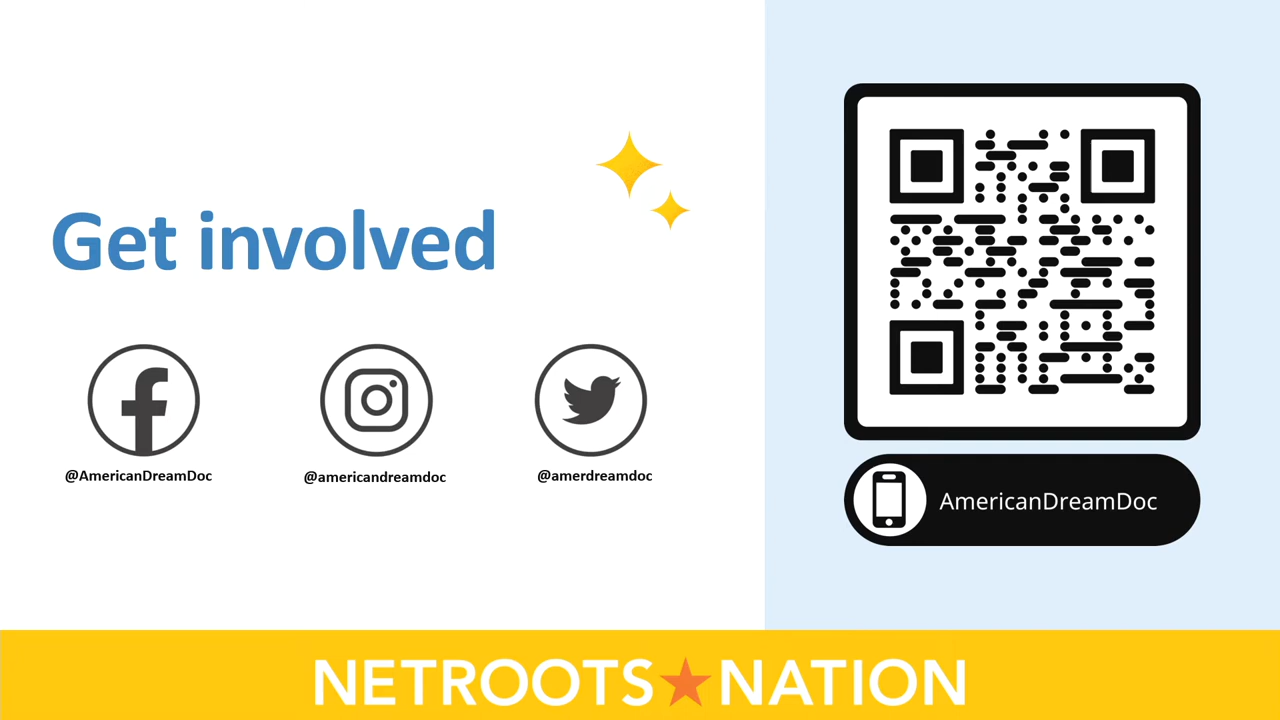 Get involved
@AmericanDreamDoc
@americandreamdoc
@amerdreamdoc
AmericanDreamDoc
NETROOTS NATION